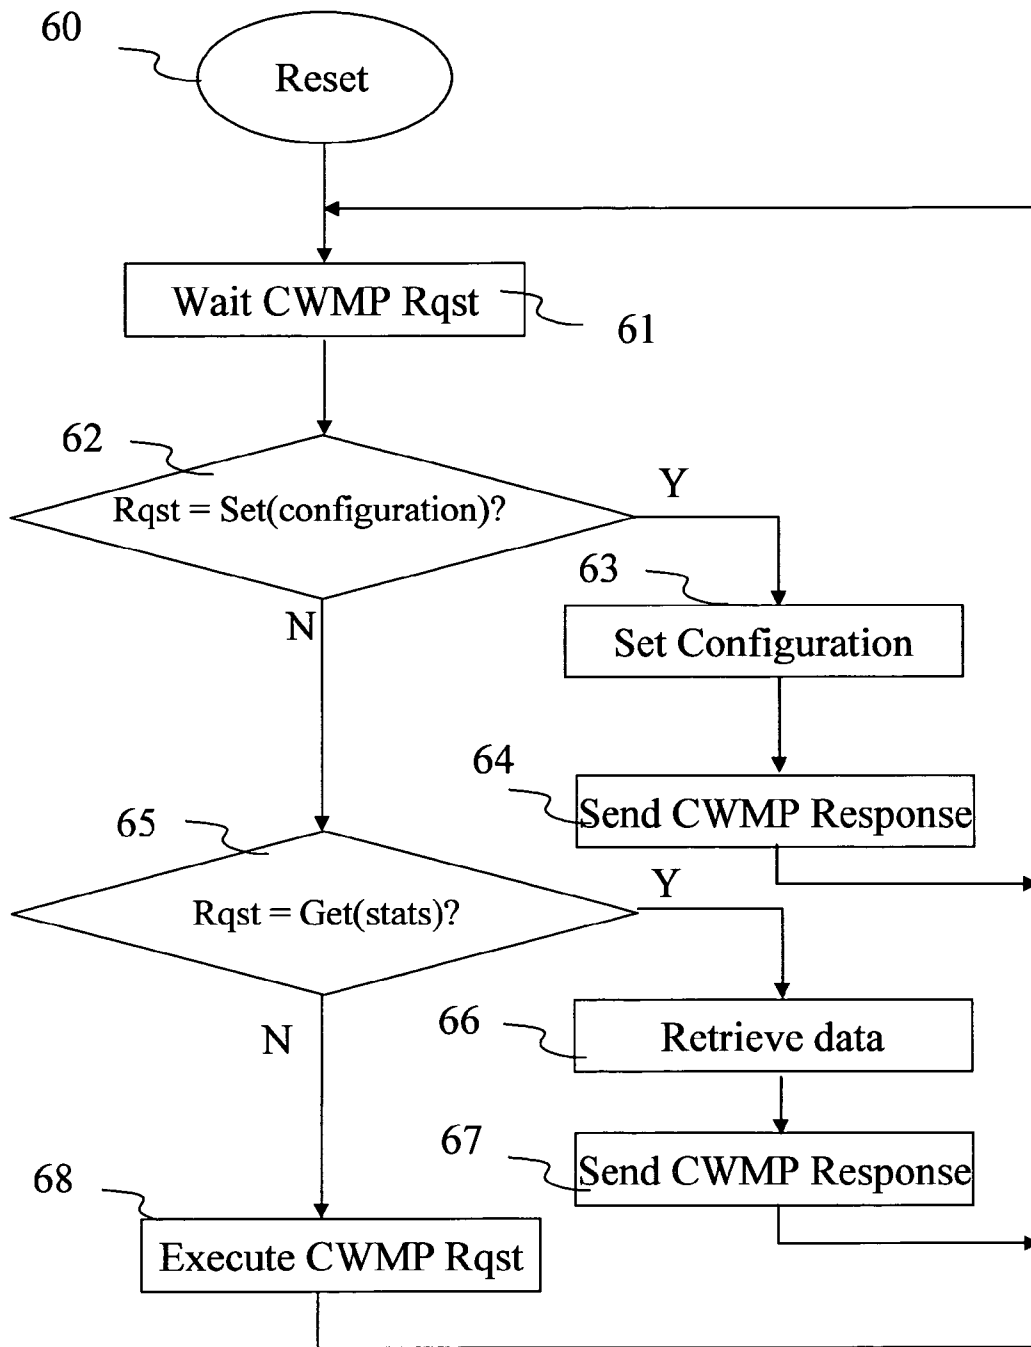 60
Reset
Wait CWMP Rqst
61
62
Rqst = Set(configuration)?
Y
N
63
Set Configuration
64
Send CWMP Response
65
Rqst = Get(stats)?
Y
N
66
Retrieve data
67
Send CWMP Response
68
Execute CWMP Rqst